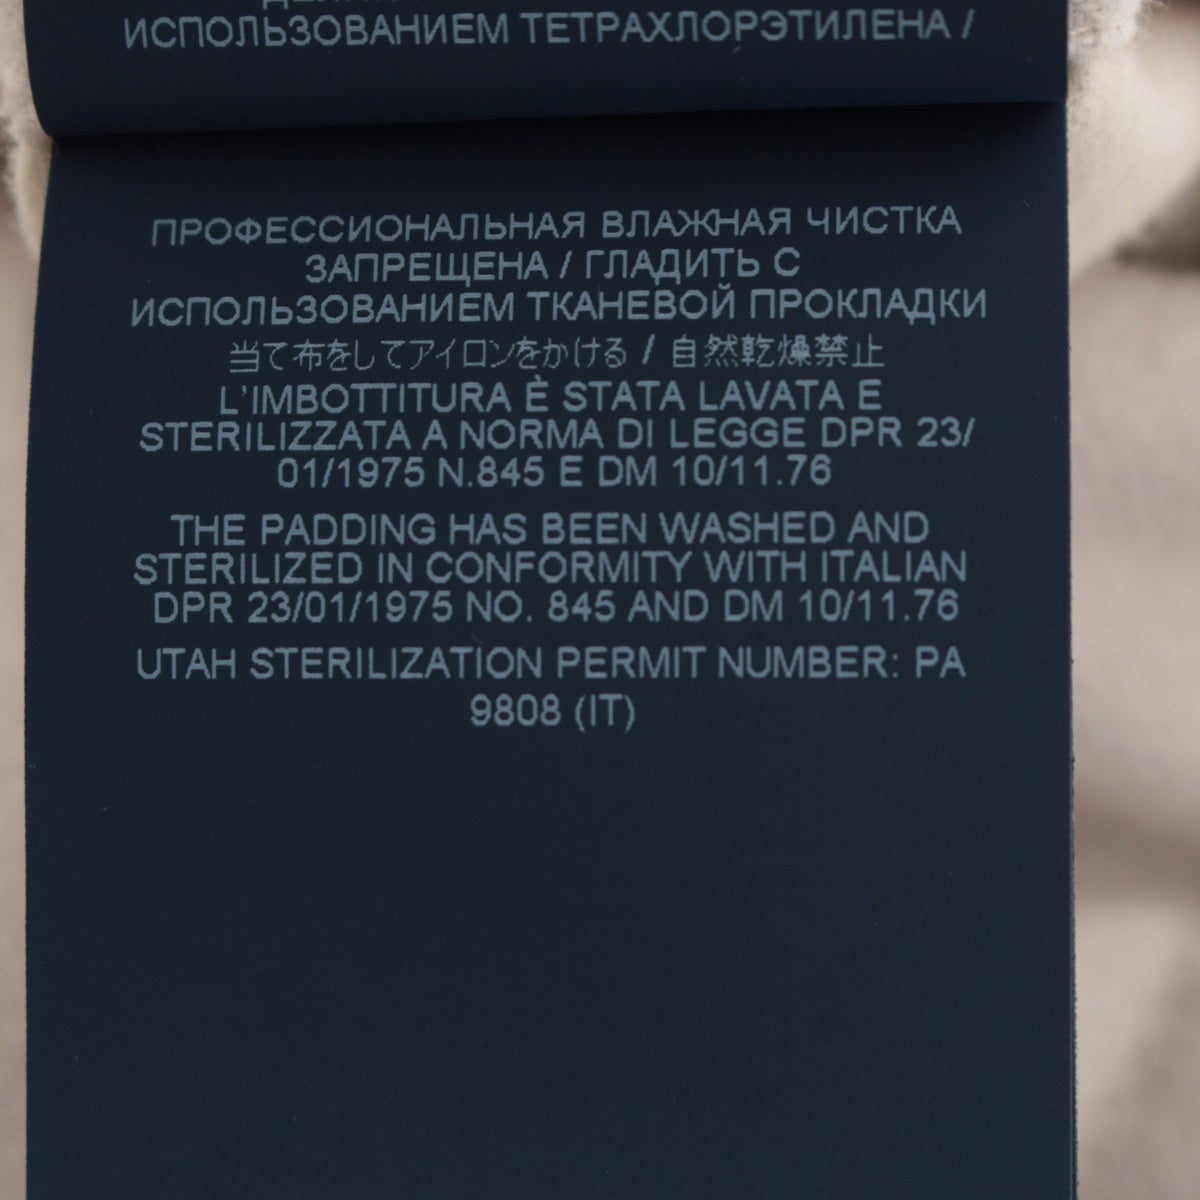 ИСПОЛЬЗОВАНИЕМ ТЕТРАХЛОРЭТИЛЕНА /
ПРОФЕССИОНАЛЬНАЯ ВЛАЖНАЯ ЧИСТКА
ЗАПРЕЩЕНА / ГЛАДИТЬ С
ИСПОЛЬЗОВАНИЕМ ТКАНЕВОЙ ПРОКЛАДКИ
当て布をしてアイロンをかける / 自然乾燥禁止
L'IMBOTTITURA È STATA LAVATA E
STERILIZZATA A NORMA DI LEGGE DPR 23/
01/1975 N.845 E DM 10/11.76
THE PADDING HAS BEEN WASHED AND
STERILIZED IN CONFORMITY WITH ITALIAN
DPR 23/01/1975 NO. 845 AND DM 10/11.76
UTAH STERILIZATION PERMIT NUMBER: PA
9808 (IT)